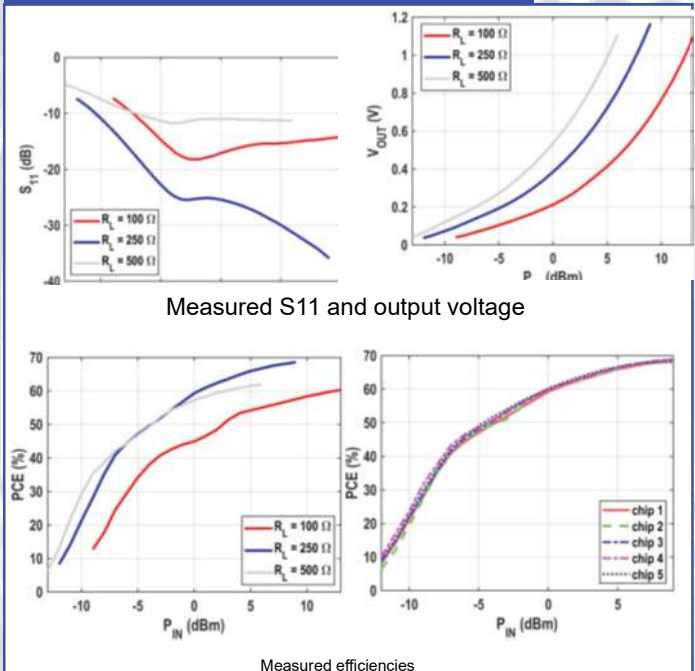 0
-10
-20
-30
-40
S11 (dB)
RL = 100 Ω
RL = 250 Ω
RL = 500 Ω
1.2
1
0.8
0.6
0.4
0.2
0
VOUT (V)
RL = 100 Ω
RL = 250 Ω
RL = 500 Ω
-10 -5 0 5 10
P (dBm)
Measured S11 and output voltage
70
60
50
40
30
20
10
0
PCE (%)
RL = 100 Ω
RL = 250 Ω
RL = 500 Ω
-10 -5 0 5 10
PIN (dBm)
70
60
50
40
30
20
10
0
PCE (%)
chip 1
chip 2
chip 3
chip 4
chip 5
-10 -5 0 5
PIN (dBm)
Measured efficiencies